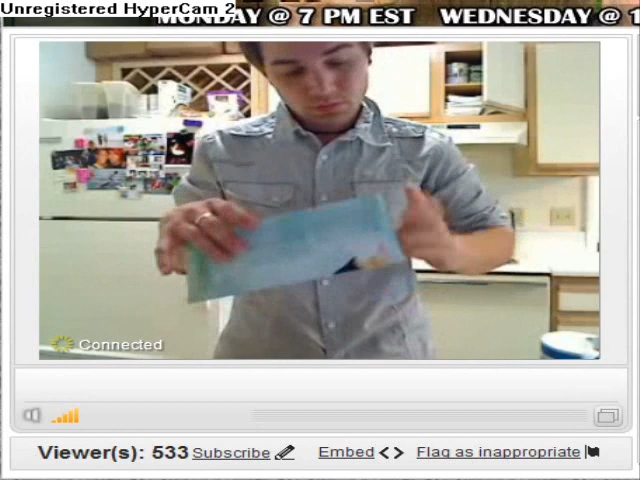 Unregistered HyperCam 2
MONDAY @ 7 PM EST WEDNESDAY @ 1
Connected
Viewer(s): 533 Subscribe Embed Flag as inappropriate